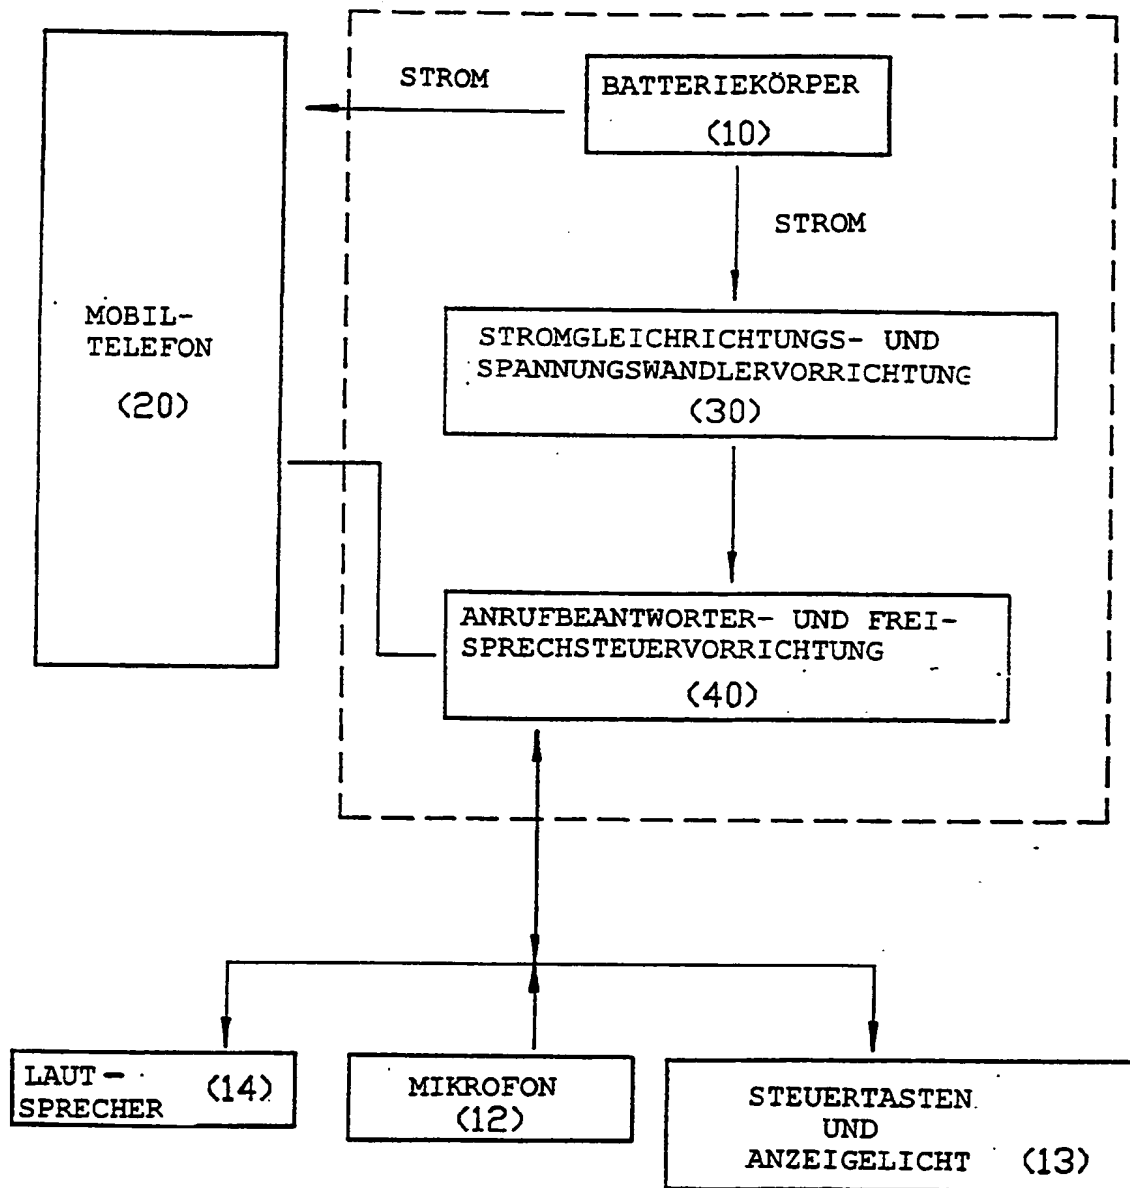 STROM
BATTERIEKÖRPER
(10)
STROM
MOBIL-
TELEFON
(20)
STROMGLEICHRICHTUNGS- UND
SPANNUNGSWANDLERVORRICHTUNG
(30)
ANRUFBEANTWORTER- UND FREI-
SPRECHSTEUERVORRICHTUNG
(40)
LAUT-
SPRECHER
(14)
MIKROFON
(12)
STEUERTASTEN
UND
ANZEIGELICHT (13)